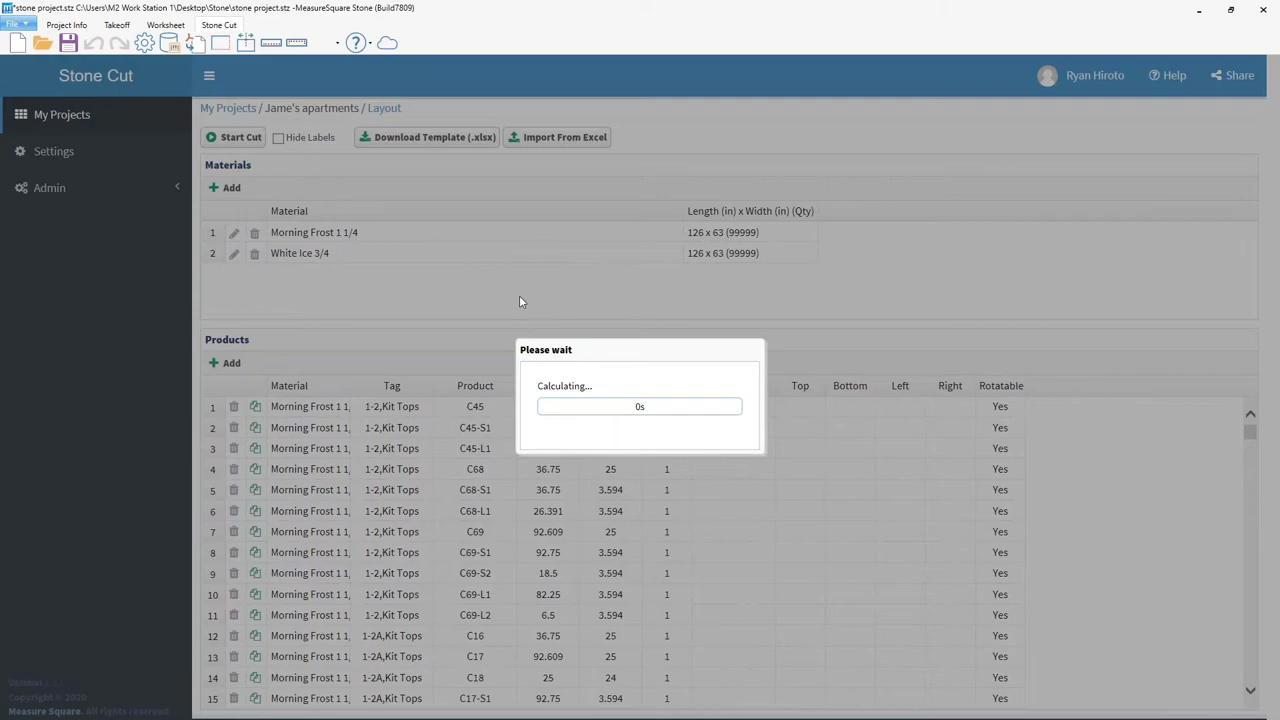 *stone project.stz C:\Users\M2 Work Station 1\Desktop\Stone\stone project.stz - MeasureSquare Stone (Build7809)
File Project Info Takeoff Worksheet Stone Cut
Stone Cut Ryan Hiroto Help Share
My Projects
Settings
Admin
My Projects / Jame's apartments / Layout
Start Cut Hide Labels Download Template (.xlsx) Import From Excel
Materials
Add
Material Length (in) x Width (in) (Qty)
1 Morning Frost 1 1/4 126 x 63 (99999)
2 White Ice 3/4 126 x 63 (99999)
Products
Add
Please wait
Calculating...
0s
Material Tag Product Top Bottom Left Right Rotatable
1 Morning Frost 1 1, 1-2,Kit Tops C45 Yes
2 Morning Frost 1 1, 1-2,Kit Tops C45-S1 Yes
3 Morning Frost 1 1, 1-2,Kit Tops C45-L1 Yes
4 Morning Frost 1 1, 1-2,Kit Tops C68 36.75 25 1 Yes
5 Morning Frost 1 1, 1-2,Kit Tops C68-S1 36.75 3.594 1 Yes
6 Morning Frost 1 1, 1-2,Kit Tops C68-L1 26.391 3.594 1 Yes
7 Morning Frost 1 1, 1-2,Kit Tops C69 92.609 25 1 Yes
8 Morning Frost 1 1, 1-2,Kit Tops C69-S1 92.75 3.594 1 Yes
9 Morning Frost 1 1, 1-2,Kit Tops C69-S2 18.5 3.594 1 Yes
10 Morning Frost 1 1, 1-2,Kit Tops C69-L1 82.25 3.594 1 Yes
11 Morning Frost 1 1, 1-2,Kit Tops C69-L2 6.5 3.594 1 Yes
12 Morning Frost 1 1, 1-2A,Kit Tops C16 36.75 25 1 Yes
13 Morning Frost 1 1, 1-2A,Kit Tops C17 92.609 25 1 Yes
14 Morning Frost 1 1, 1-2A,Kit Tops C18 25 24 1 Yes
15 Morning Frost 1 1, 1-2A,Kit Tops C17-S1 92.75 3.594 1 Yes
Copyright © 2020
Measure Square. All rights reserved.